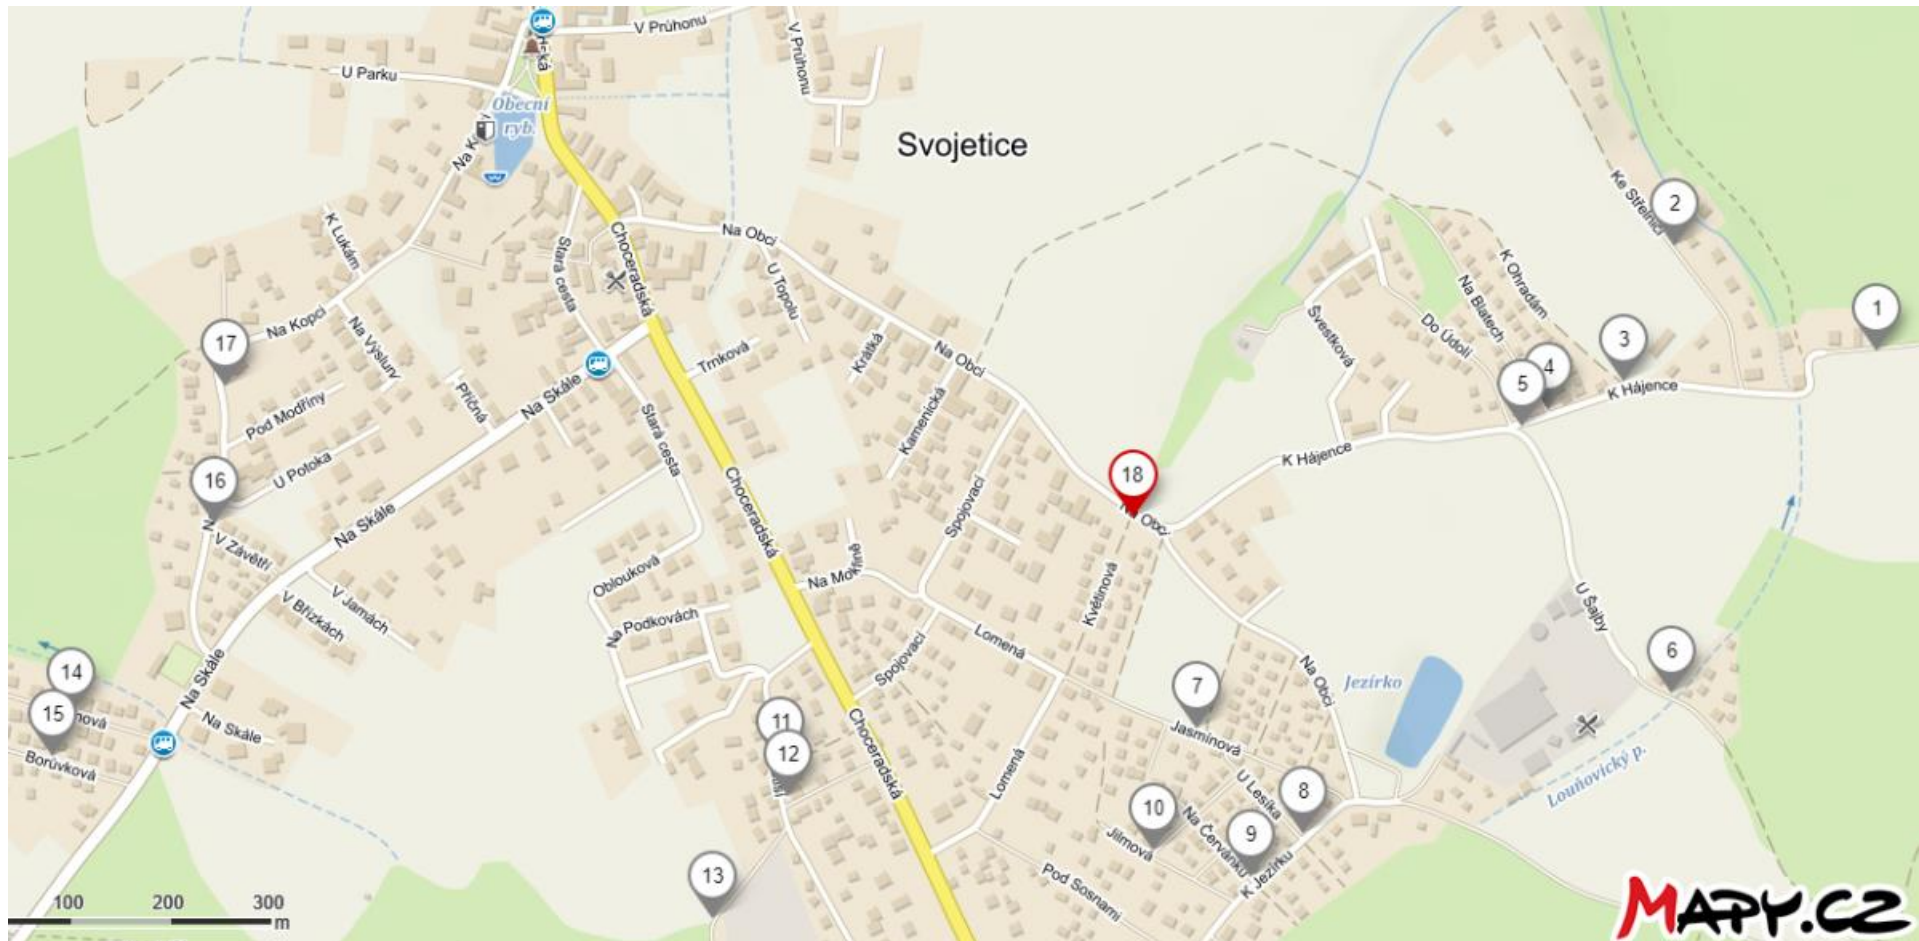 V Průhonu
V Průhonu
U Parku
Obecní
ryb.
Svojetice
Ke Střelnici
2
K Lukám
Na Obci
Stará cesta
Choceradská
U Topolu
K Ohradám
Na Blatech
1
Na Kopci
17
Na Výsluní
Trnková
Krátká
Na Obci
Švestková
Do Údolí
3
4
5
K Hájence
Příčná
Na Skále
Pod Modříny
Stará cesta
Kamenická
K Hájence
U Potoka
16
18
Na Obci
Choceradská
Spojovací
Na Skále
V Závětří
V Břízkách
V Jamách
Oblouková
Květinová
U Šajby
Na Podkovách
Lomená
Spojovací
6
14
15
Na Skále
Na Skále
Borůvková
Na Obci
Jezírko
7
Jasmínová
11
12
Choceradská
Lomená
U Lesíka
8
10
9
Na Červánku
Jilmová
K Jezírku
Louňovický p.
13
Pod Sosnami
100 200 300
m
MAPY.CZ